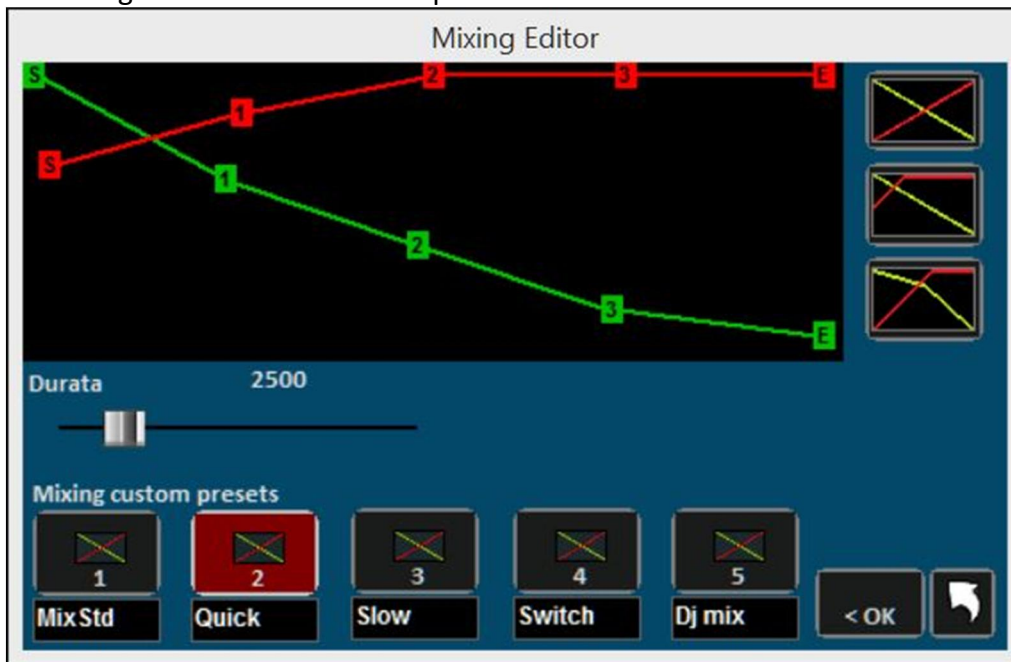 Mixing Editor
S 2 3 E
1
S
1
2
3
E
Durata 2500
Mixing custom presets
1 2 3 4 5
Mix Std Quick Slow Switch Dj mix
< OK